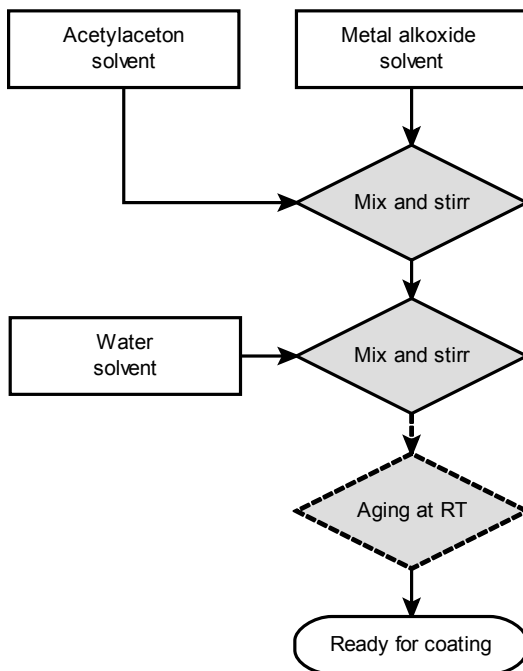 Acetylaceton
solvent
Metal alkoxide
solvent
Mix and stirr
Water
solvent
Mix and stirr
Aging at RT
Ready for coating